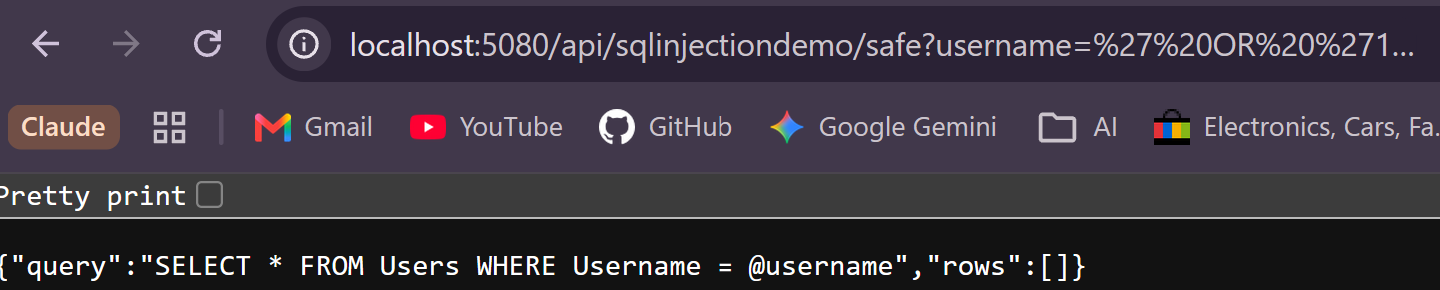 localhost:5080/api/sqlinjectiondemo/safe?username=%27%20OR%20%271...
Claude Gmail YouTube GitHub Google Gemini AI Electronics, Cars, Fa...
Pretty print
{"query":"SELECT * FROM Users WHERE Username = @username","rows":[]}